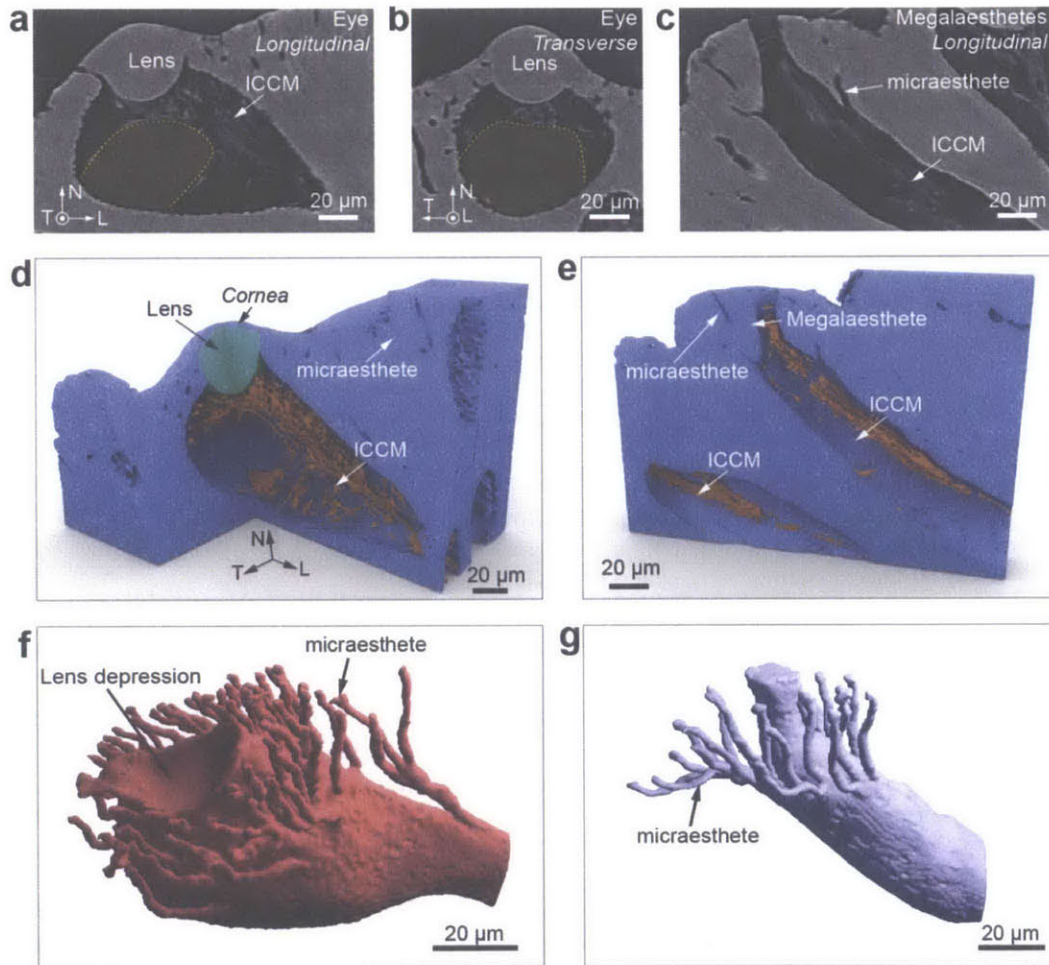 a
Eye
Longitudinal
Lens
ICCM
N
T
L
20 µm
b
Eye
Transverse
Lens
N
T
L
20 µm
c
Megalaesthetes
Longitudinal
micraesthete
ICCM
20 µm
d
Cornea
Lens
micraesthete
ICCM
N
T
L
20 µm
e
Megalaesthete
micraesthete
ICCM
ICCM
20 µm
f
micraesthete
Lens depression
20 µm
g
micraesthete
20 µm